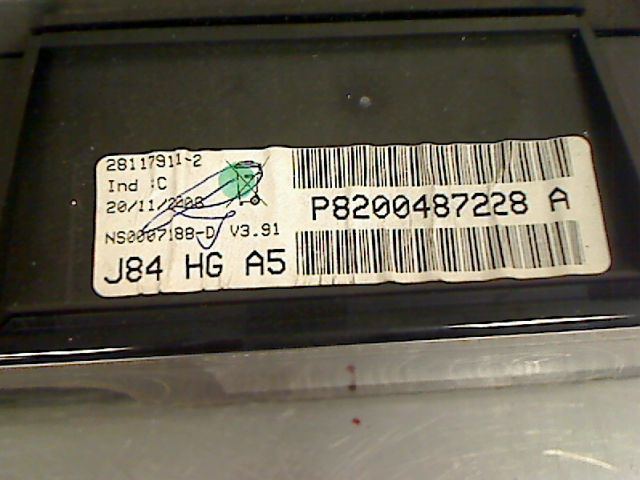 28117911-2
Ind :C
20/11/2008
NS0007188-D V3.91
J84 HG A5
P8200487228 A